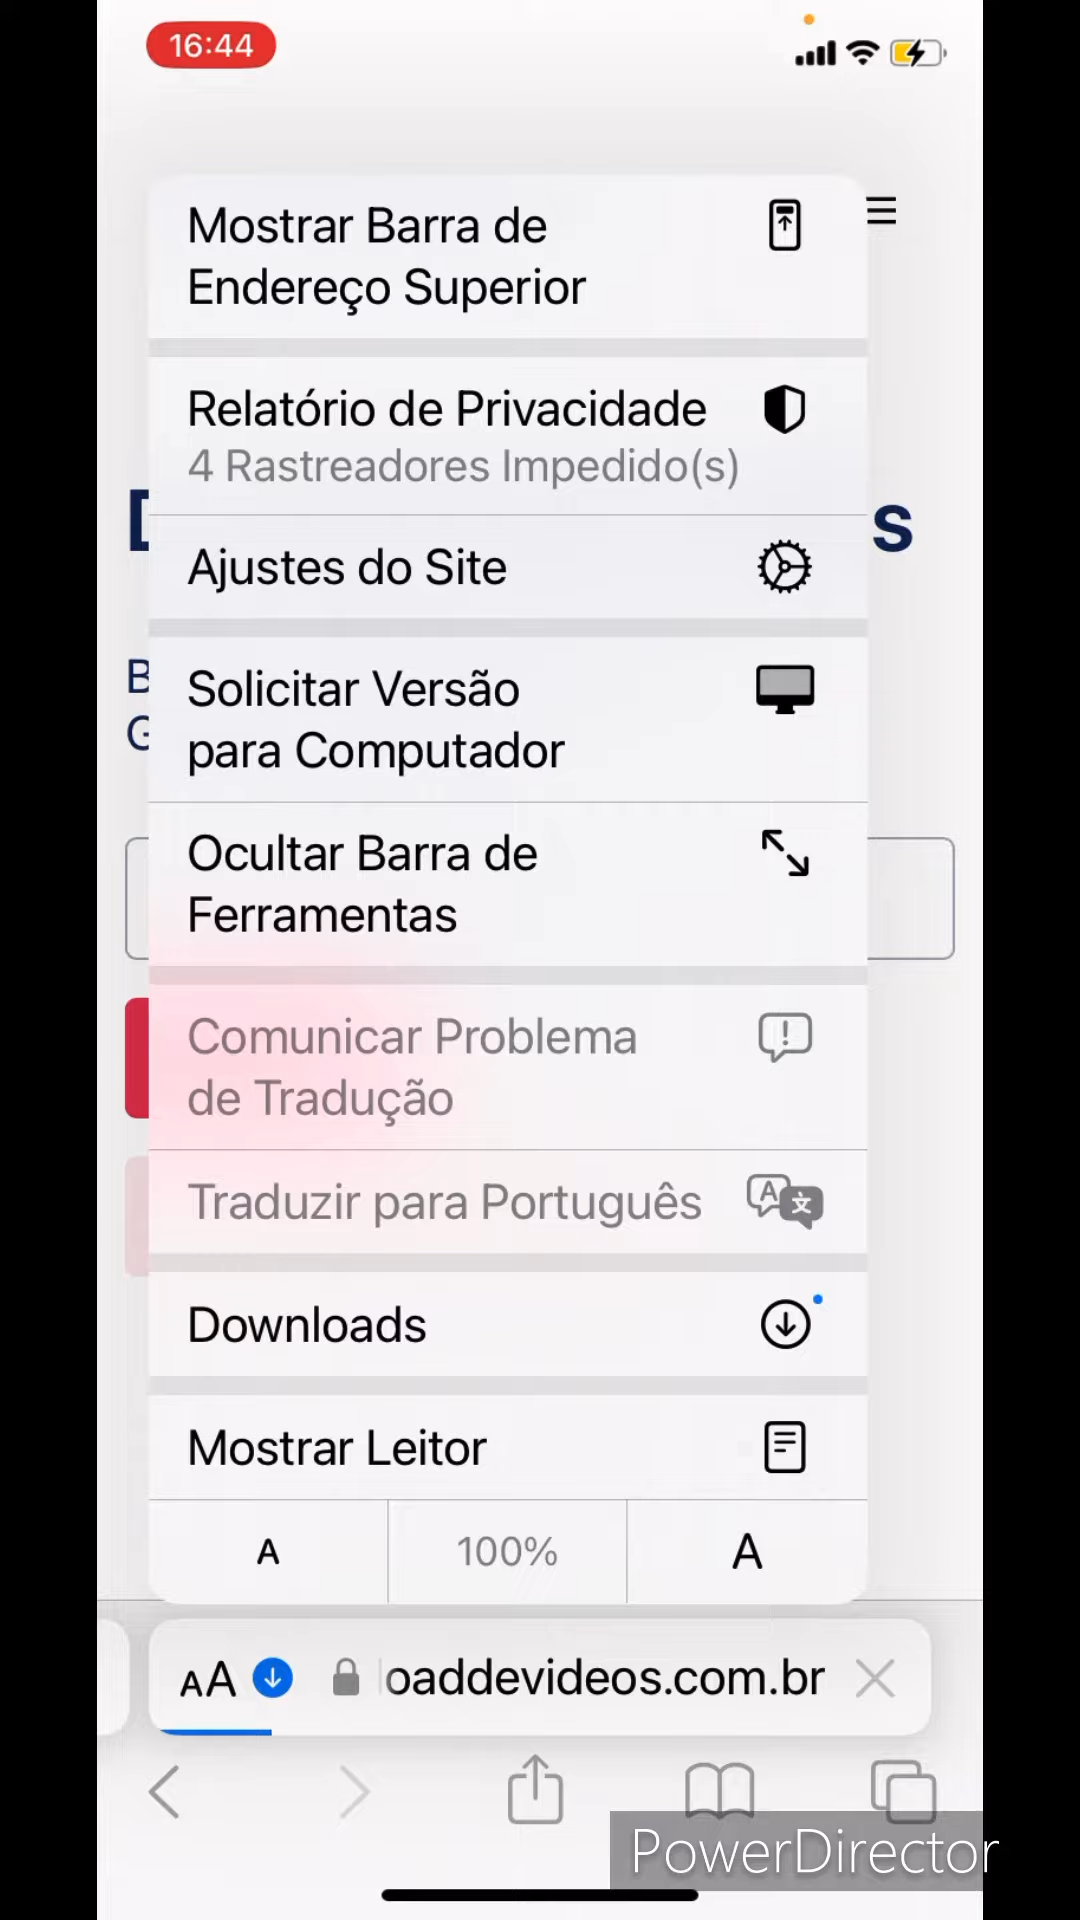 16:44
Mostrar Barra de
Endereço Superior
Relatório de Privacidade
4 Rastreadores Impedido(s)
s
Ajustes do Site
B
Solicitar Versão
G
para Computador
Ocultar Barra de
Ferramentas
Comunicar Problema
de Tradução
Traduzir para Português
Downloads
Mostrar Leitor
A 100% A
AA oaddevideos.com.br
PowerDirector